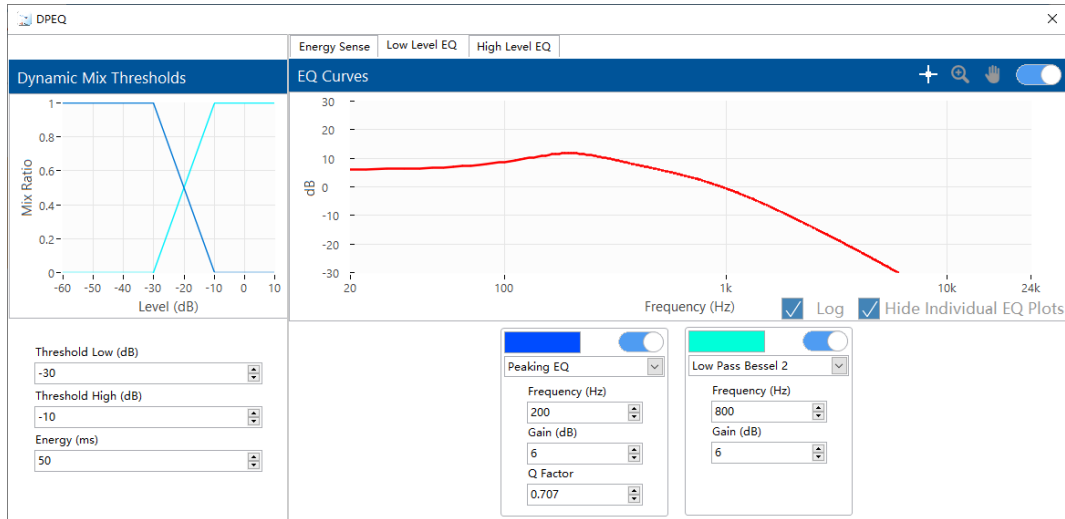 DPEQ
Energy Sense Low Level EQ High Level EQ
Dynamic Mix Thresholds
1
0.8
0.6
0.4
0.2
0
Mix Ratio
-60 -50 -40 -30 -20 -10 0 10
Level (dB)
Threshold Low (dB)
-30
Threshold High (dB)
-10
Energy (ms)
50
EQ Curves
30
20
10
0
-10
-20
-30
dB
20 100 1k 10k 24k
Frequency (Hz)
Log
Hide Individual EQ Plots
Peaking EQ
Frequency (Hz)
200
Gain (dB)
6
Q Factor
0.707
Low Pass Bessel 2
Frequency (Hz)
800
Gain (dB)
6